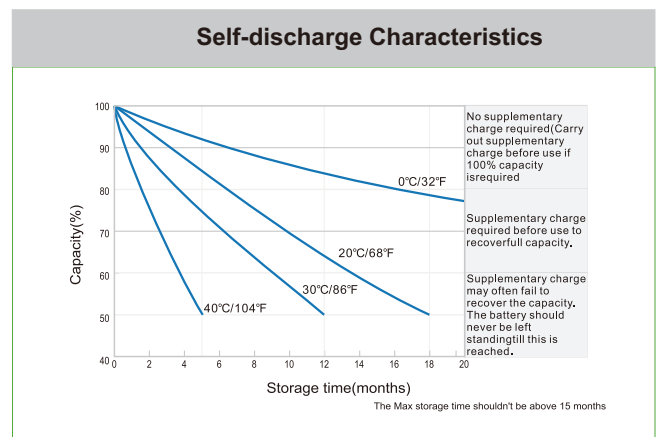 Self-discharge Characteristics
100
90
80
70
60
50
40
Capacity(%)
0 2 4 6 8 10 12 14 16 18 20
Storage time(months)
0°C/32°F
20°C/68°F
30°C/86°F
40°C/104°F
No supplementary
charge required(Carry
out supplementary
charge before use if
100% capacity
isrequired
Supplementary charge
required before use to
recoverfull capacity.
Supplementary charge
may often fail to
recover the capacity.
The battery should
never be left
standingtill this is
reached.
The Max storage time shouldn't be above 15 months